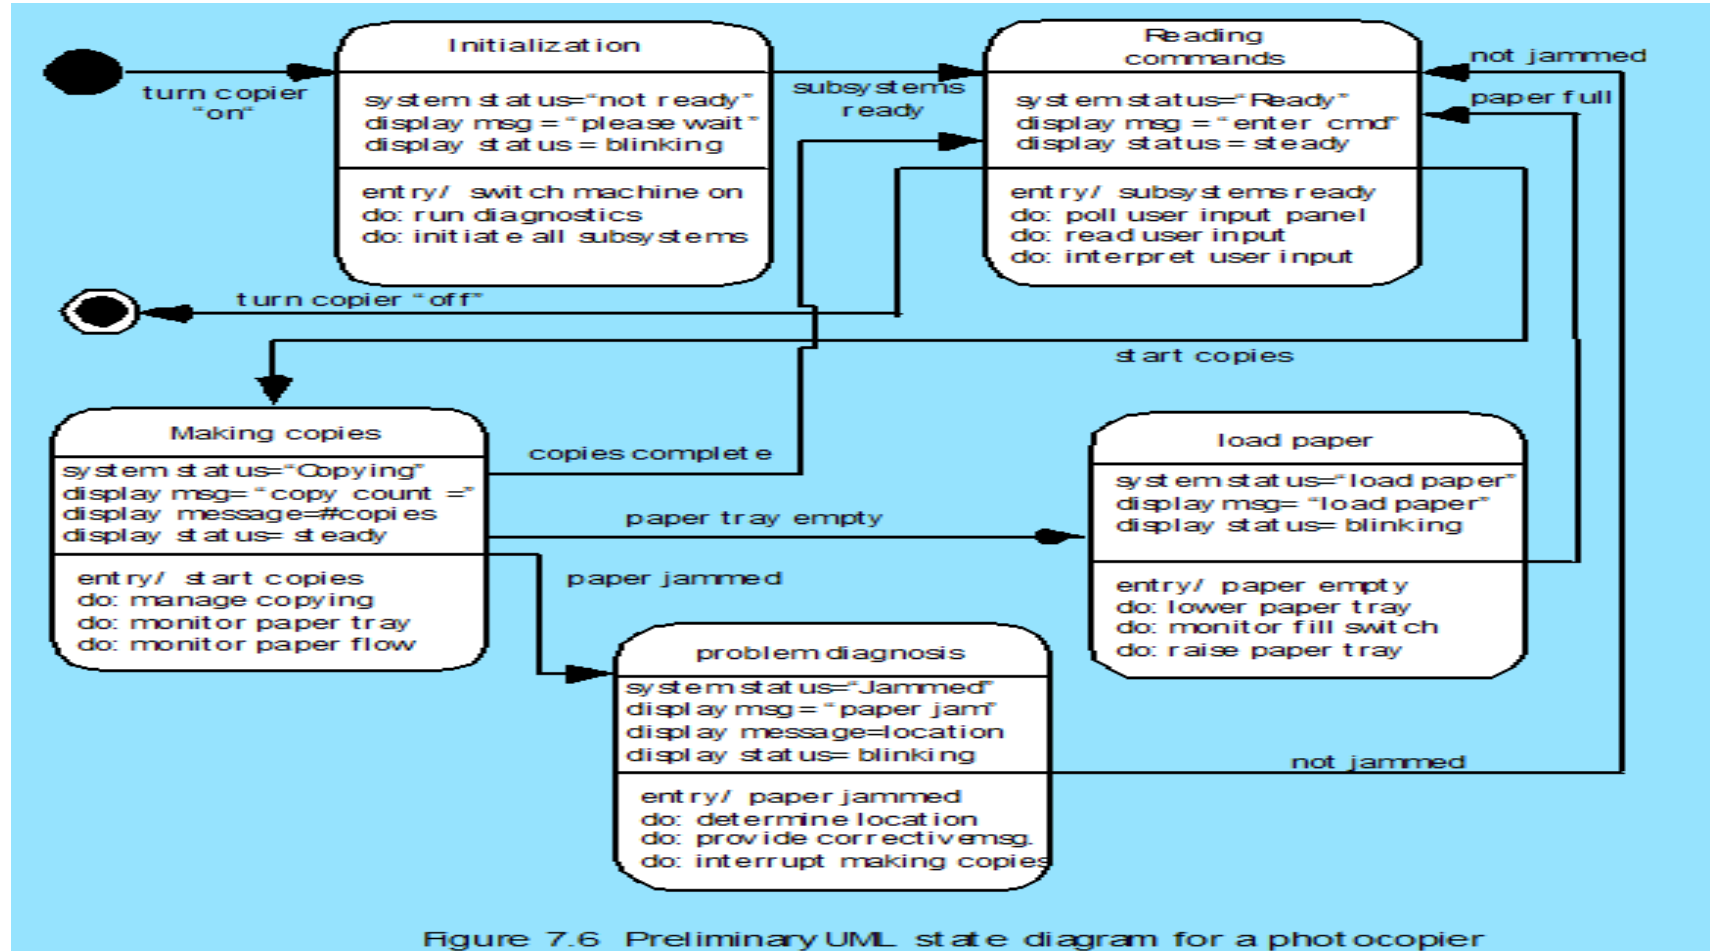 Initialization
system status="not ready"
display msg = "please wait"
display status = blinking
entry/ switch machine on
do: run diagnostics
do: initiate all subsystems
turn copier
"on"
subsystems
ready
Reading
commands
system status="Ready"
display msg = "enter cmd"
display status = steady
entry/ subsystems ready
do: poll user input panel
do: read user input
do: interpret user input
not jammed
paper full
turn copier "off"
start copies
Making copies
system status="Copying"
display msg= "copy count ="
display message=#copies
display status= steady
entry/ start copies
do: manage copying
do: monitor paper tray
do: monitor paper flow
copies complete
paper tray empty
paper jammed
load paper
system status="load paper"
display msg= "load paper"
display status= blinking
entry/ paper empty
do: lower paper tray
do: monitor fill switch
do: raise paper tray
problem diagnosis
system status="Jammed"
display msg = "paper jam"
display message=location
display status= blinking
entry/ paper jammed
do: determine location
do: provide correctivemsg.
do: interrupt making copies
not jammed
Figure 7.6 Preliminary UML state diagram for a photocopier